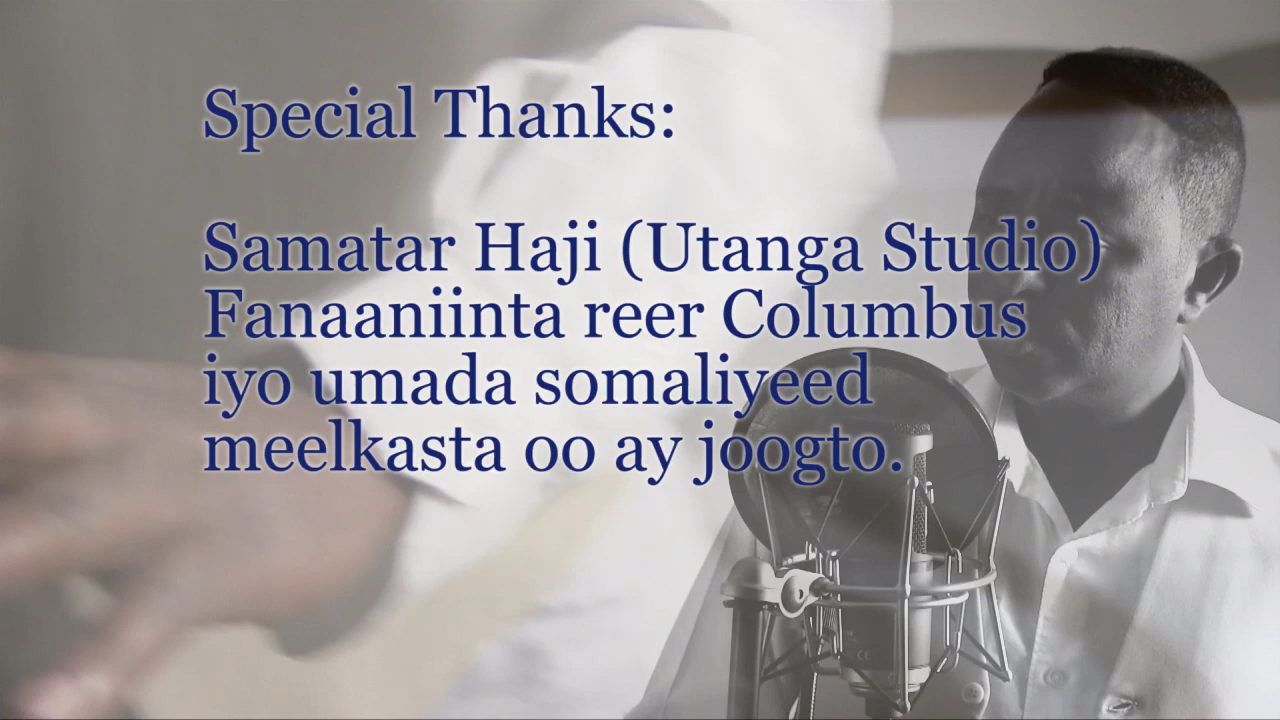 Special Thanks:
Samatar Haji (Utanga Studio)
Fanaaniinta reer Columbus
iyo umada somaliyeed
meelkasta oo ay joogto.